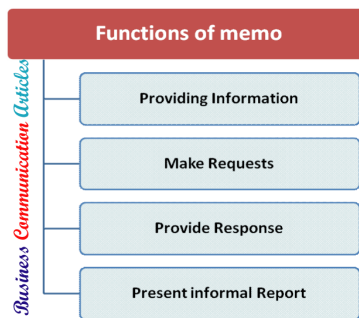 Functions of memo
Business Communication Articles
Providing Information
Make Requests
Provide Response
Present informal Report